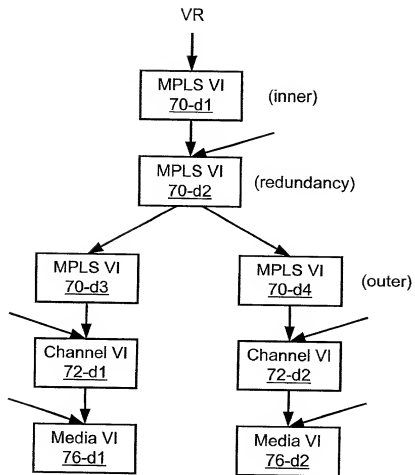 VR
MPLS VI
70-d1
(inner)
MPLS VI
70-d2
(redundancy)
MPLS VI
70-d3
MPLS VI
70-d4
(outer)
Channel VI
72-d1
Channel VI
72-d2
Media VI
76-d1
Media VI
76-d2